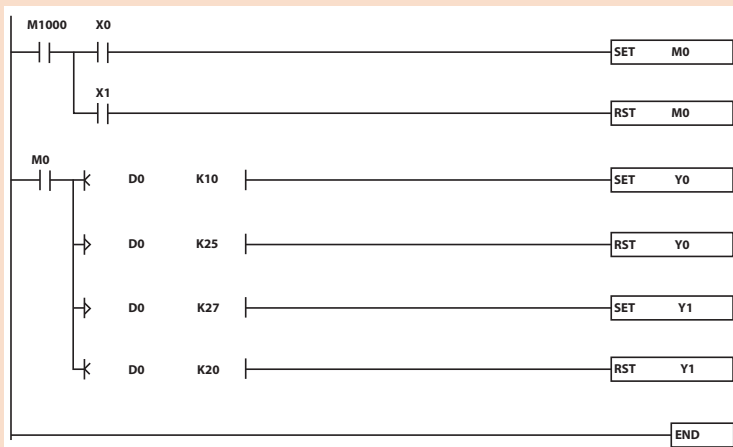 M1000 X0
SET M0
X1
RST M0
M0
< D0 K10 SET Y0
> D0 K25 RST Y0
> D0 K27 SET Y1
< D0 K20 RST Y1
END